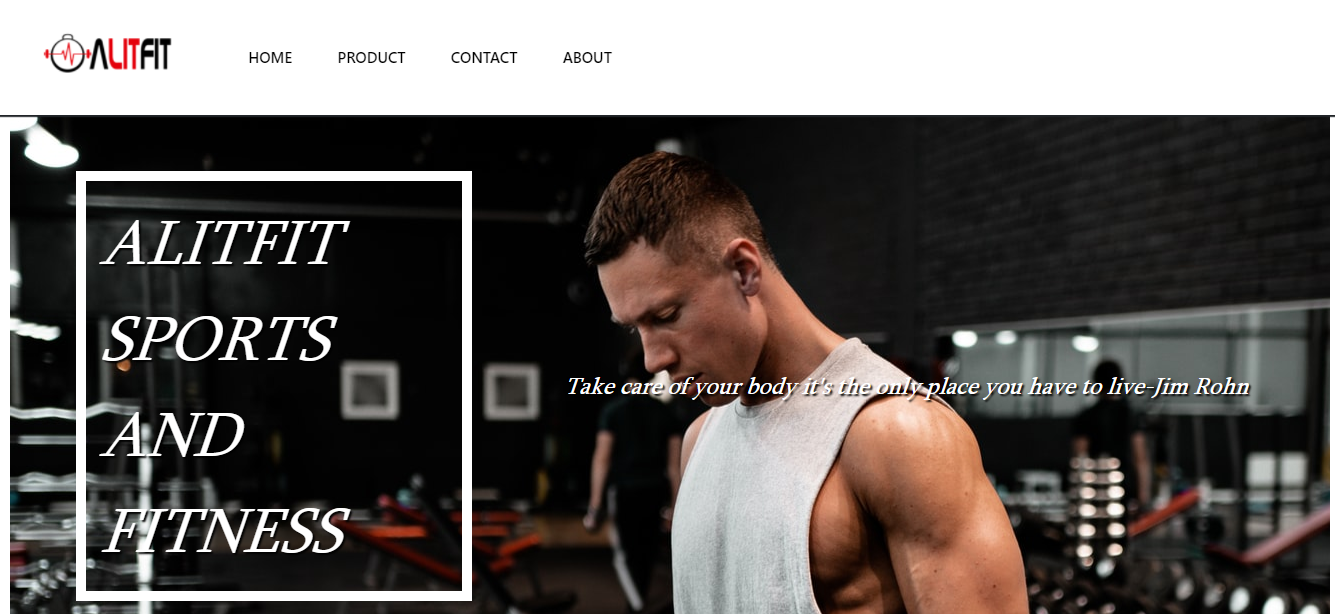 ALITFIT
HOME PRODUCT CONTACT ABOUT
ALITFIT
SPORTS
AND
FITNESS
Take care of your body it's the only place you have to live-Jim Rohn